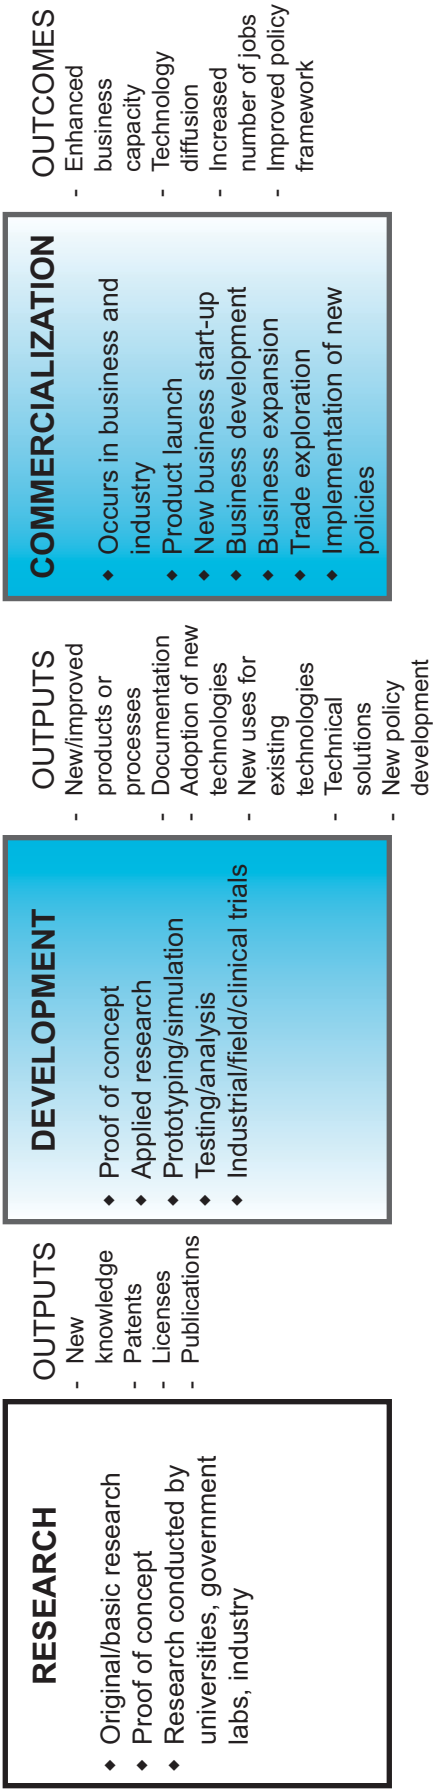 RESEARCH
◆ Original/basic research
◆ Proof of concept
◆ Research conducted by
universities, government
labs, industry
OUTPUTS
- New
knowledge
- Patents
- Licenses
- Publications
DEVELOPMENT
◆ Proof of concept
◆ Applied research
◆ Prototyping/simulation
◆ Testing/analysis
◆ Industrial/field/clinical trials
OUTPUTS
- New/improved
products or
processes
- Documentation
- Adoption of new
technologies
- New uses for
existing
technologies
- Technical
solutions
- New policy
development
COMMERCIALIZATION
◆ Occurs in business and
industry
◆ Product launch
◆ New business start-up
◆ Business development
◆ Business expansion
◆ Trade exploration
◆ Implementation of new
policies
OUTCOMES
- Enhanced
business
capacity
- Technology
diffusion
- Increased
number of jobs
- Improved policy
framework